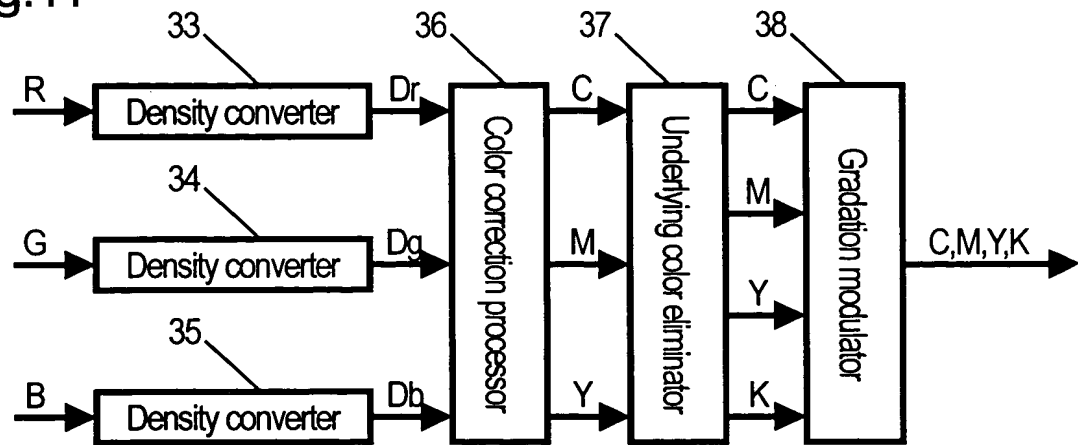 33
36
37
38
R
Density converter
Dr
Color correction processor
C
Underlying color eliminator
C
Gradation modulator
34
M
G
Density converter
Dg
M
C,M,Y,K
Y
35
B
Density converter
Db
Y
K